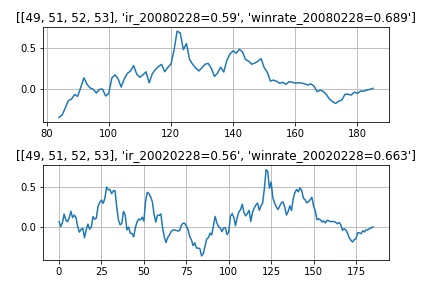 [[49, 51, 52, 53], 'ir_20080228=0.59', 'winrate_20080228=0.689']
0.5
0.0
80 100 120 140 160 180
[[49, 51, 52, 53], 'ir_20020228=0.56', 'winrate_20020228=0.663']
0.5
0.0
0 25 50 75 100 125 150 175